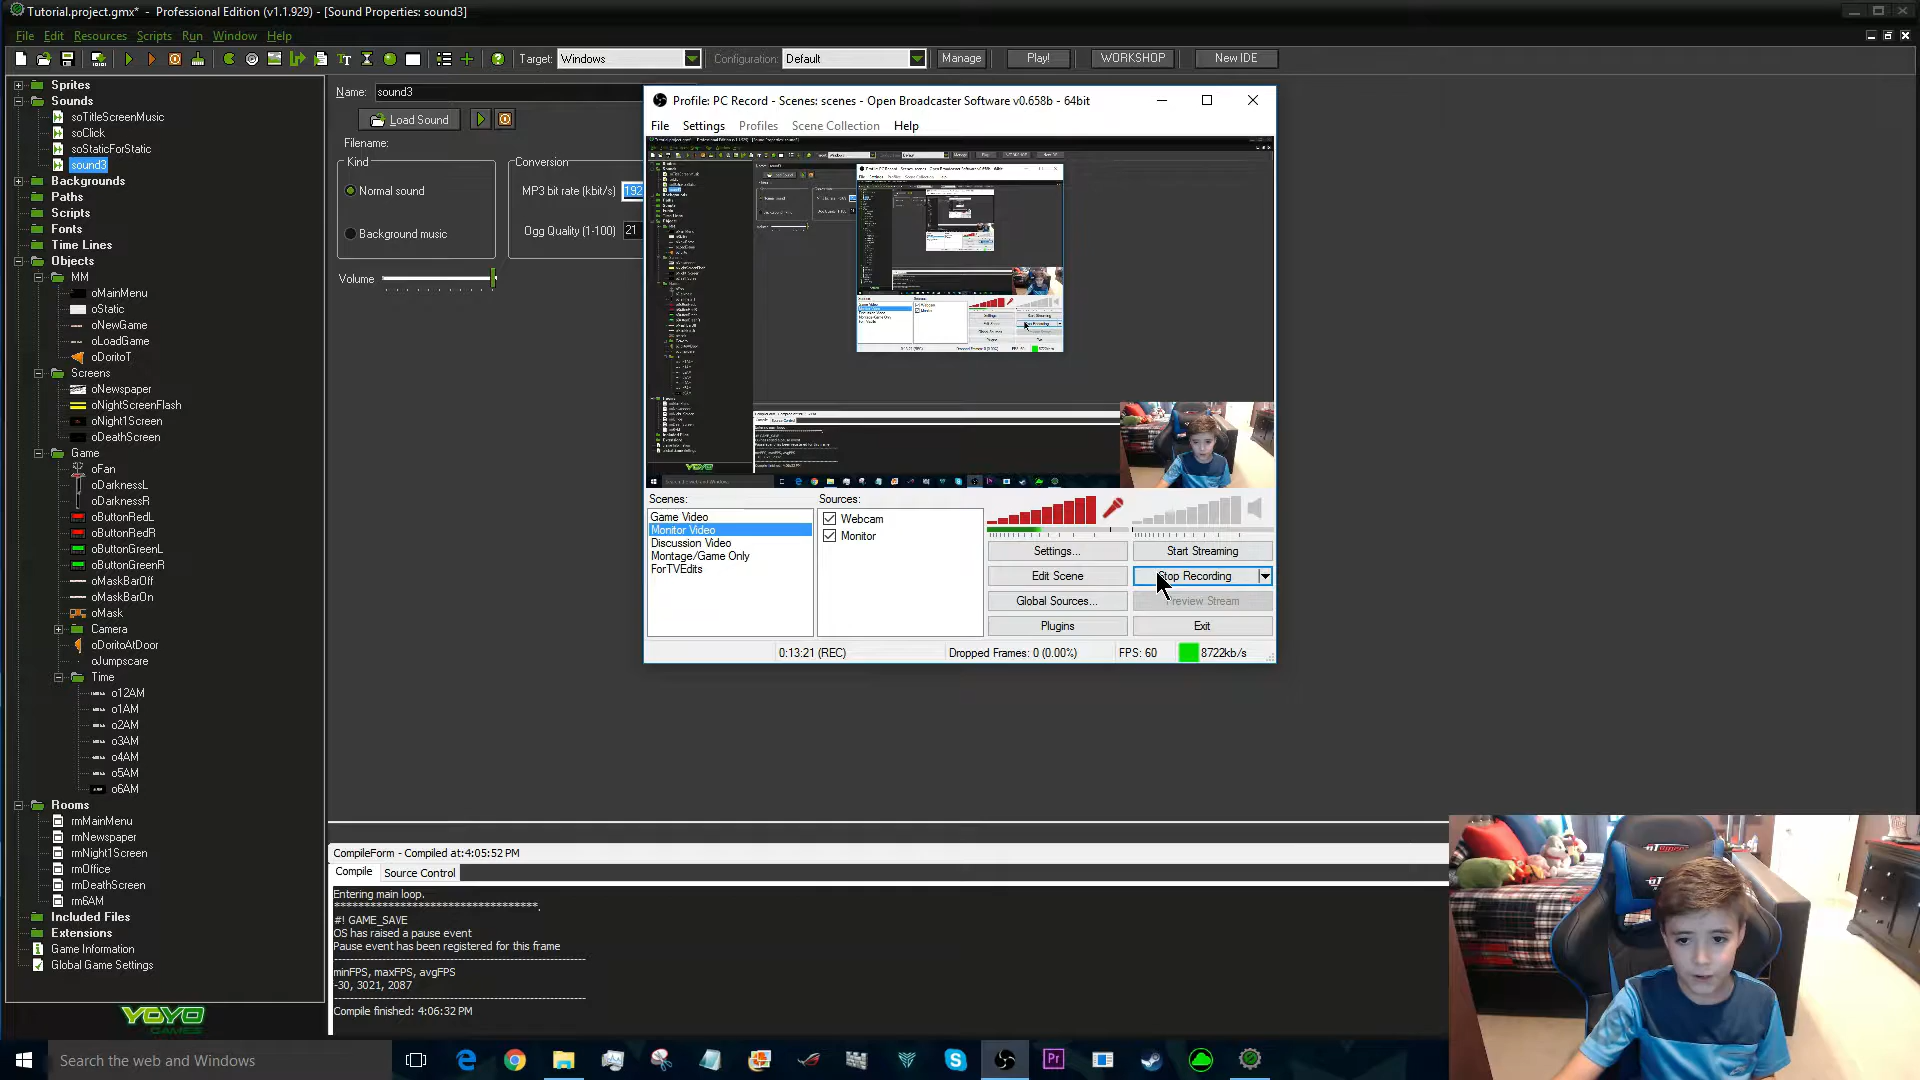 Tutorial.project.gmx* - Professional Edition (v1.1.929) - [Sound Properties: sound3]
File Edit Resources Scripts Run Window Help
Target: Windows Configuration: Default Manage Play! WORKSHOP New IDE
Sprites
Sounds
soTitleScreenMusic
soClick
soStaticForStatic
sound3
Backgrounds
Paths
Scripts
Fonts
Time Lines
Objects
MM
oMainMenu
oStatic
oNewGame
oLoadGame
oDoritoT
Screens
oNewspaper
oNightScreenFlash
oNight1Screen
oDeathScreen
Game
oFan
oDarknessL
oDarknessR
oButtonRedL
oButtonRedR
oButtonGreenL
oButtonGreenR
oMaskBarOff
oMaskBarOn
oMask
Camera
oDoritoAtDoor
oJumpscare
Time
o12AM
o1AM
o2AM
o3AM
o4AM
o5AM
o6AM
Rooms
rmMainMenu
rmNewspaper
rmNight1Screen
rmOffice
rmDeathScreen
rm6AM
Included Files
Extensions
Game Information
Global Game Settings
YOYO
GAMES
Name: sound3
Load Sound
Filename:
Kind
Normal sound
Background music
Conversion
MP3 bit rate (kbit/s) 192
Ogg Quality (1-100) 21
Volume
Profile: PC Record - Scenes: scenes - Open Broadcaster Software v0.658b - 64bit
File Settings Profiles Scene Collection Help
Scenes:
Game Video
Monitor Video
Discussion Video
Montage/Game Only
ForTVEdits
Sources:
Webcam
Monitor
Settings... Start Streaming
Edit Scene Stop Recording
Global Sources... Preview Stream
Plugins Exit
0:13:21 (REC) Dropped Frames: 0 (0.00%) FPS: 60 8722kb/s
CompileForm - Compiled at:4:05:52 PM
Compile Source Control
Entering main loop.
***********************************.
#! GAME_SAVE
OS has raised a pause event
Pause event has been registered for this frame
minFPS, maxFPS, avgFPS
-30, 3021, 2087
Compile finished: 4:06:32 PM
Search the web and Windows